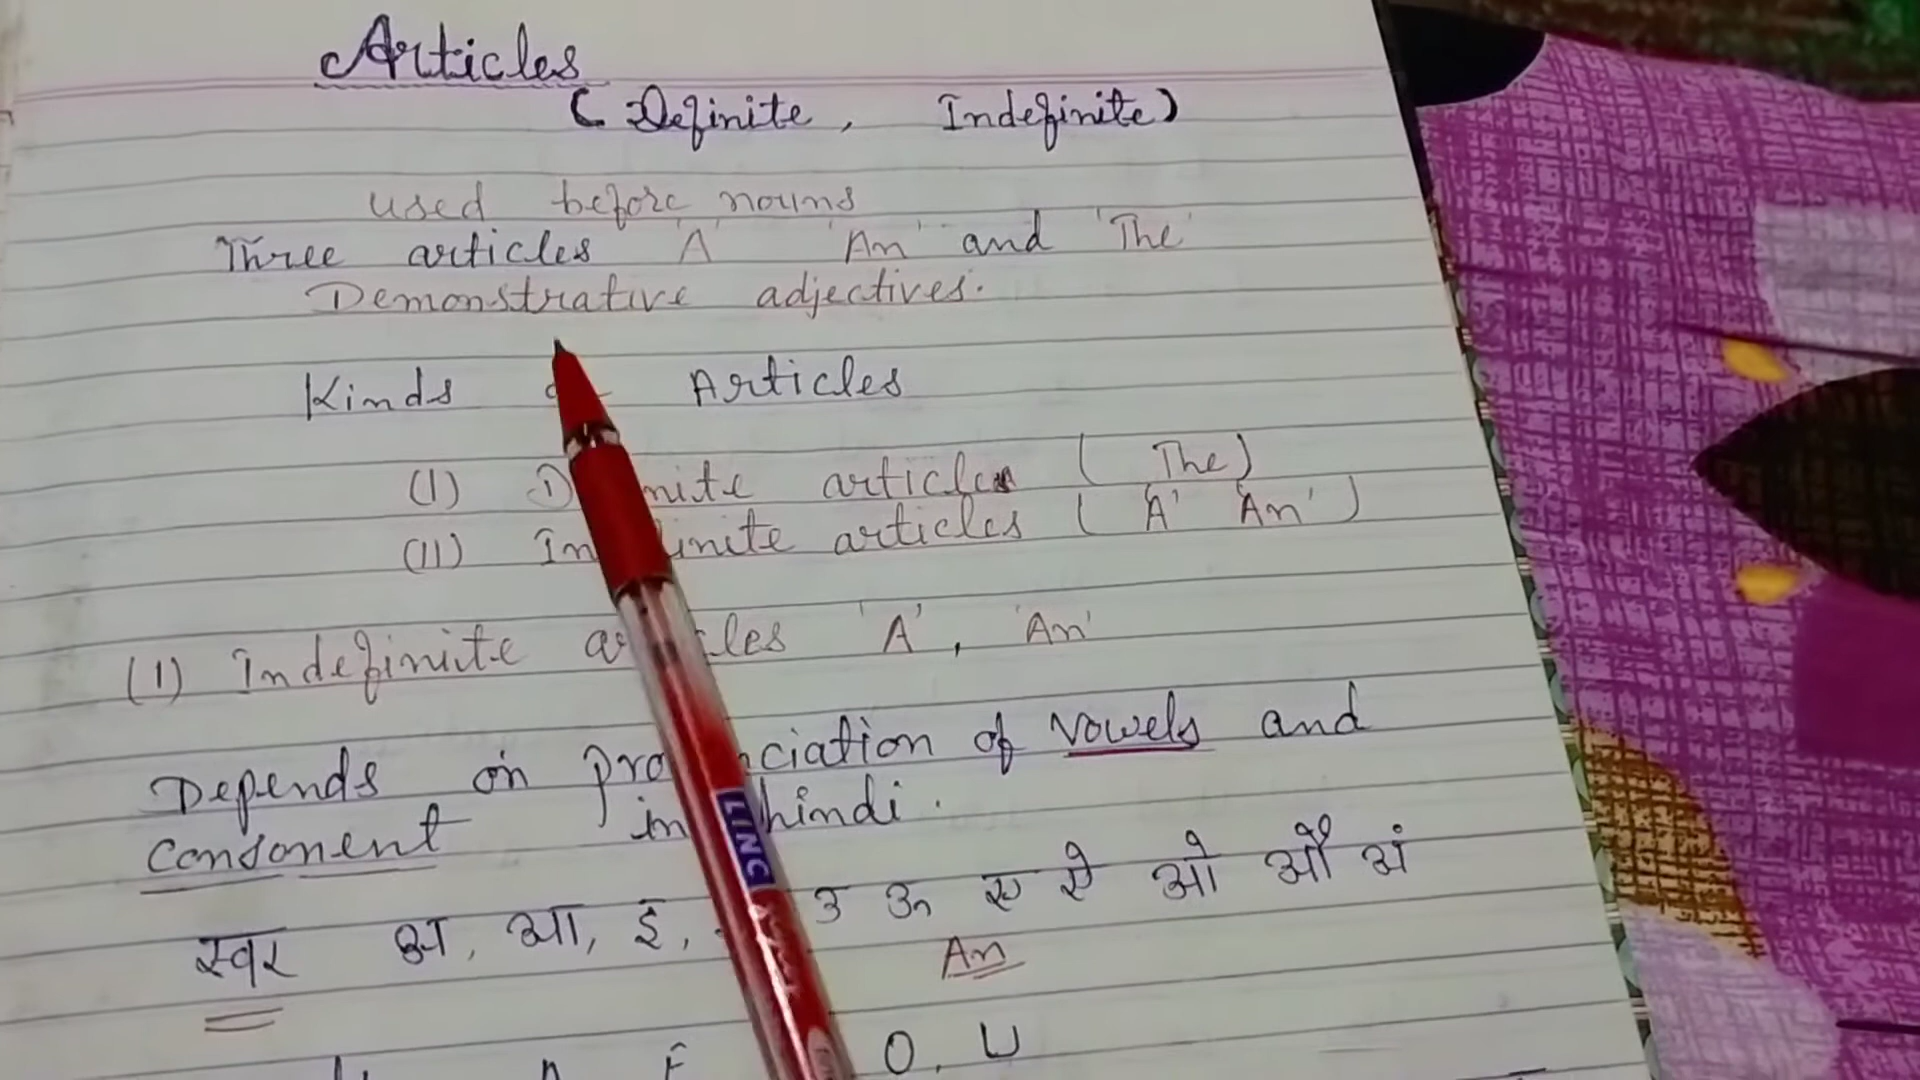 Articles
(Definite, Indefinite)
used before nouns
Three articles 'A' 'An' and 'The'
Demonstrative adjectives.
Kinds Articles
(I) articles (The)
(II) articles ('A' 'An')
(1) Indefinite 'A', 'An'
Depends on of vowels and
consonent in hindi.
स्वर अ, आ, इ, उ ऊ ए ऐ ओ औ अं
An
O, U
LINC